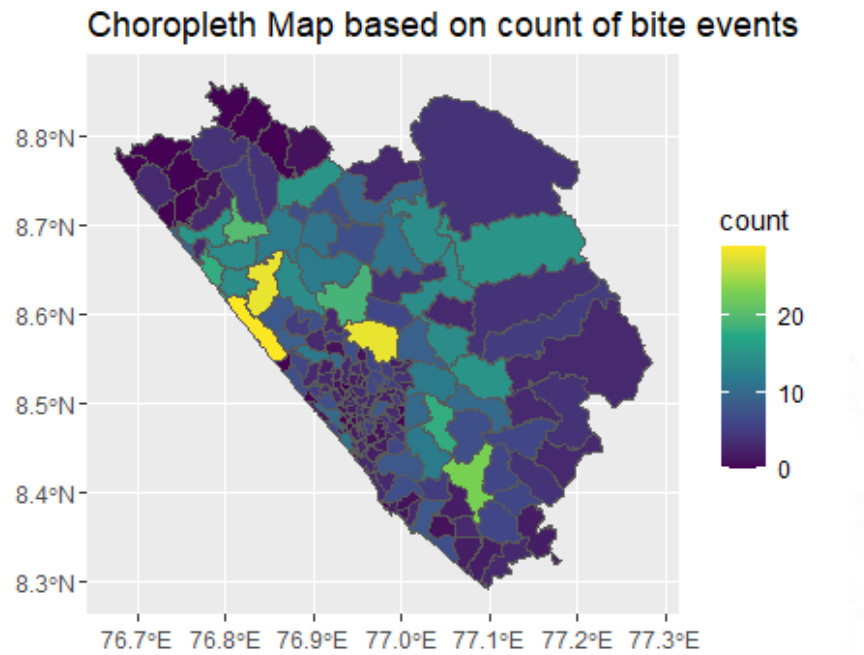 Choropleth Map based on count of bite events
8.8°N
8.7°N
8.6°N
8.5°N
8.4°N
8.3°N
76.7°E 76.8°E 76.9°E 77.0°E 77.1°E 77.2°E 77.3°E
count
20
10
0